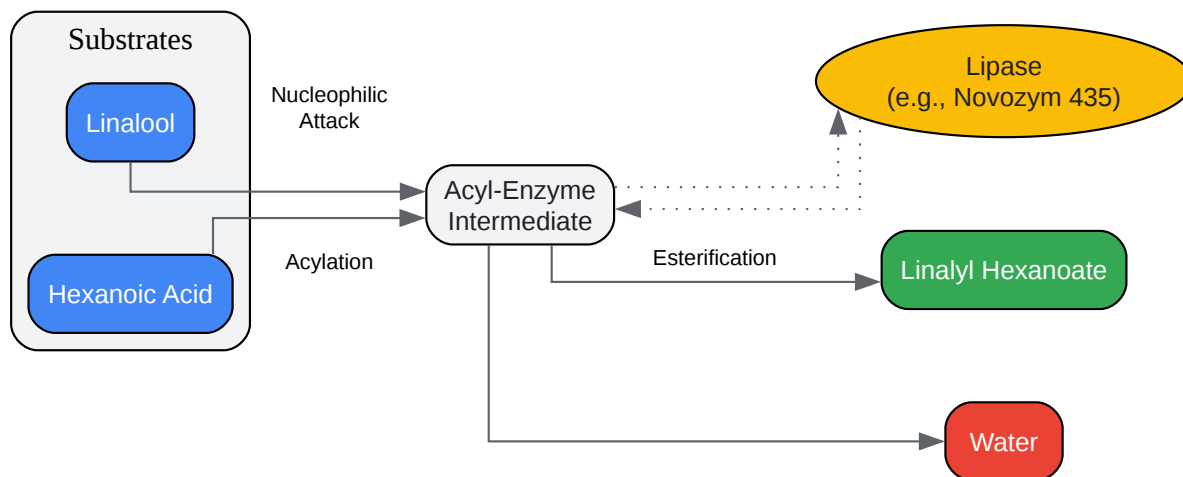 Substrates
Linalool
Nucleophilic
Attack
Lipase
(e.g., Novozym 435)
Acyl-Enzyme
Intermediate
Hexanoic Acid
Acylation
Esterification
Linalyl Hexanoate
Water